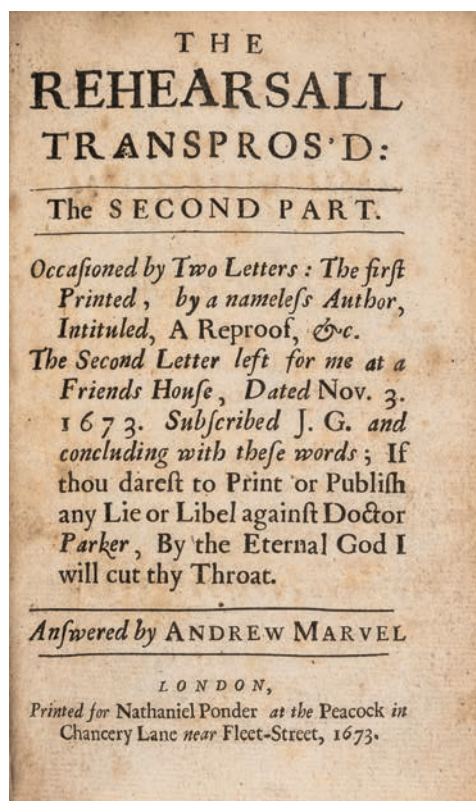 THE
REHEARSALL
TRANSPROS'D:
The SECOND PART.
Occaſioned by Two Letters : The firſt
Printed , by a nameleſs Author,
Intituled, A Reproof, &c.
The Second Letter left for me at a
Friends Houſe , Dated Nov. 3.
1673. Subſcribed J. G. and
concluding with theſe words ; If
thou dareſt to Print or Publiſh
any Lie or Libel againſt Doctor
Parker, By the Eternal God I
will cut thy Throat.
Anſwered by ANDREW MARVEL
LONDON,
Printed for Nathaniel Ponder at the Peacock in
Chancery Lane near Fleet-Street, 1673.